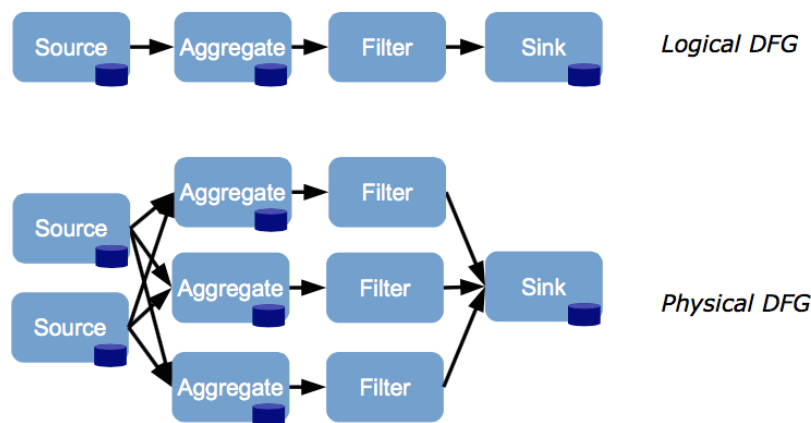 Source Aggregate Filter Sink Logical DFG
Aggregate Filter
Source
Aggregate Filter Sink Physical DFG
Source
Aggregate Filter